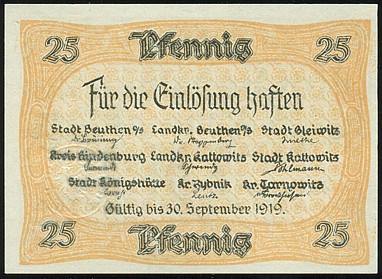 25 Pfennig 25
Für die Einlösung haften
Stadt Beuthen O/S Landkr. Beuthen O/S Stadt Gleiwitz
Kreis Hindenburg Landkr. Kattowitz Stadt Kattowitz
Stadt Königshütte Kr. Rybnik Kr. Tarnowitz
Gültig bis 30. September 1919.
25 Pfennig 25